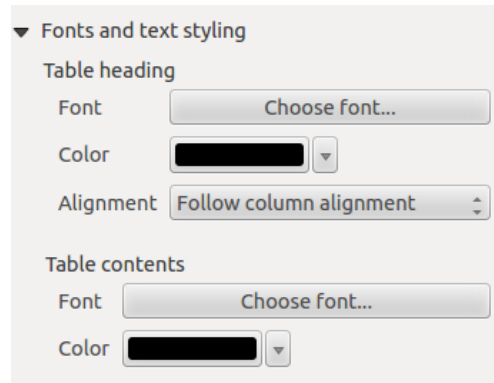 Fonts and text styling
Table heading
Font Choose font...
Color
Alignment Follow column alignment
Table contents
Font Choose font...
Color